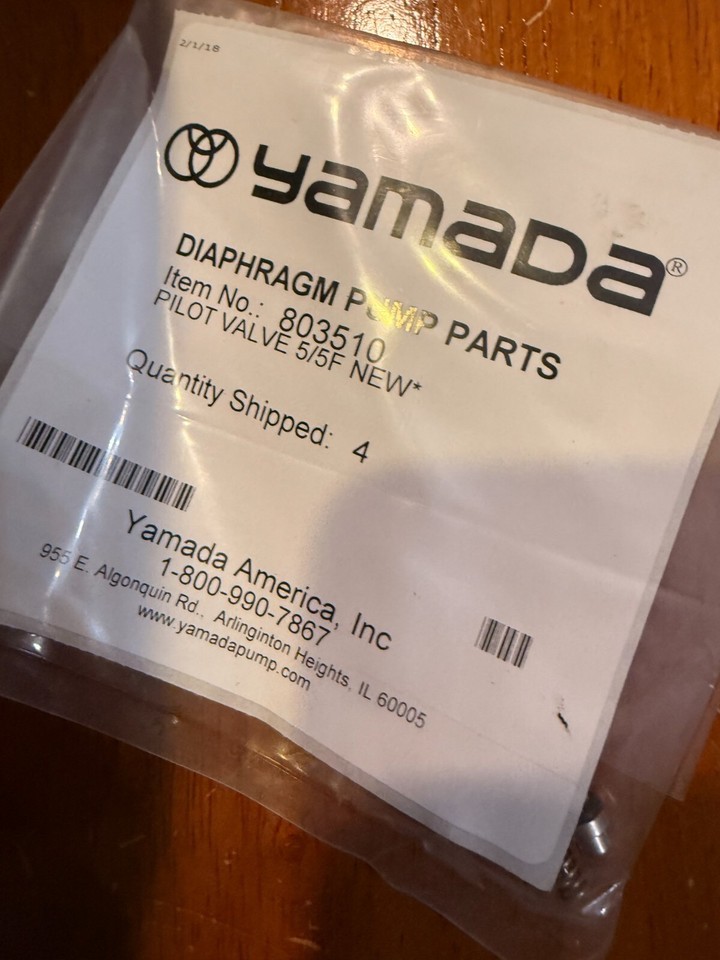 2/1/18
yamaDa®
DIAPHRAGM PUMP PARTS
Item No.: 803510
PILOT VALVE 5/5F NEW*
Quantity Shipped: 4
Yamada America, Inc
1-800-990-7867
955 E. Algonquin Rd., Arlinginton Heights, IL 60005
www.yamadapump.com